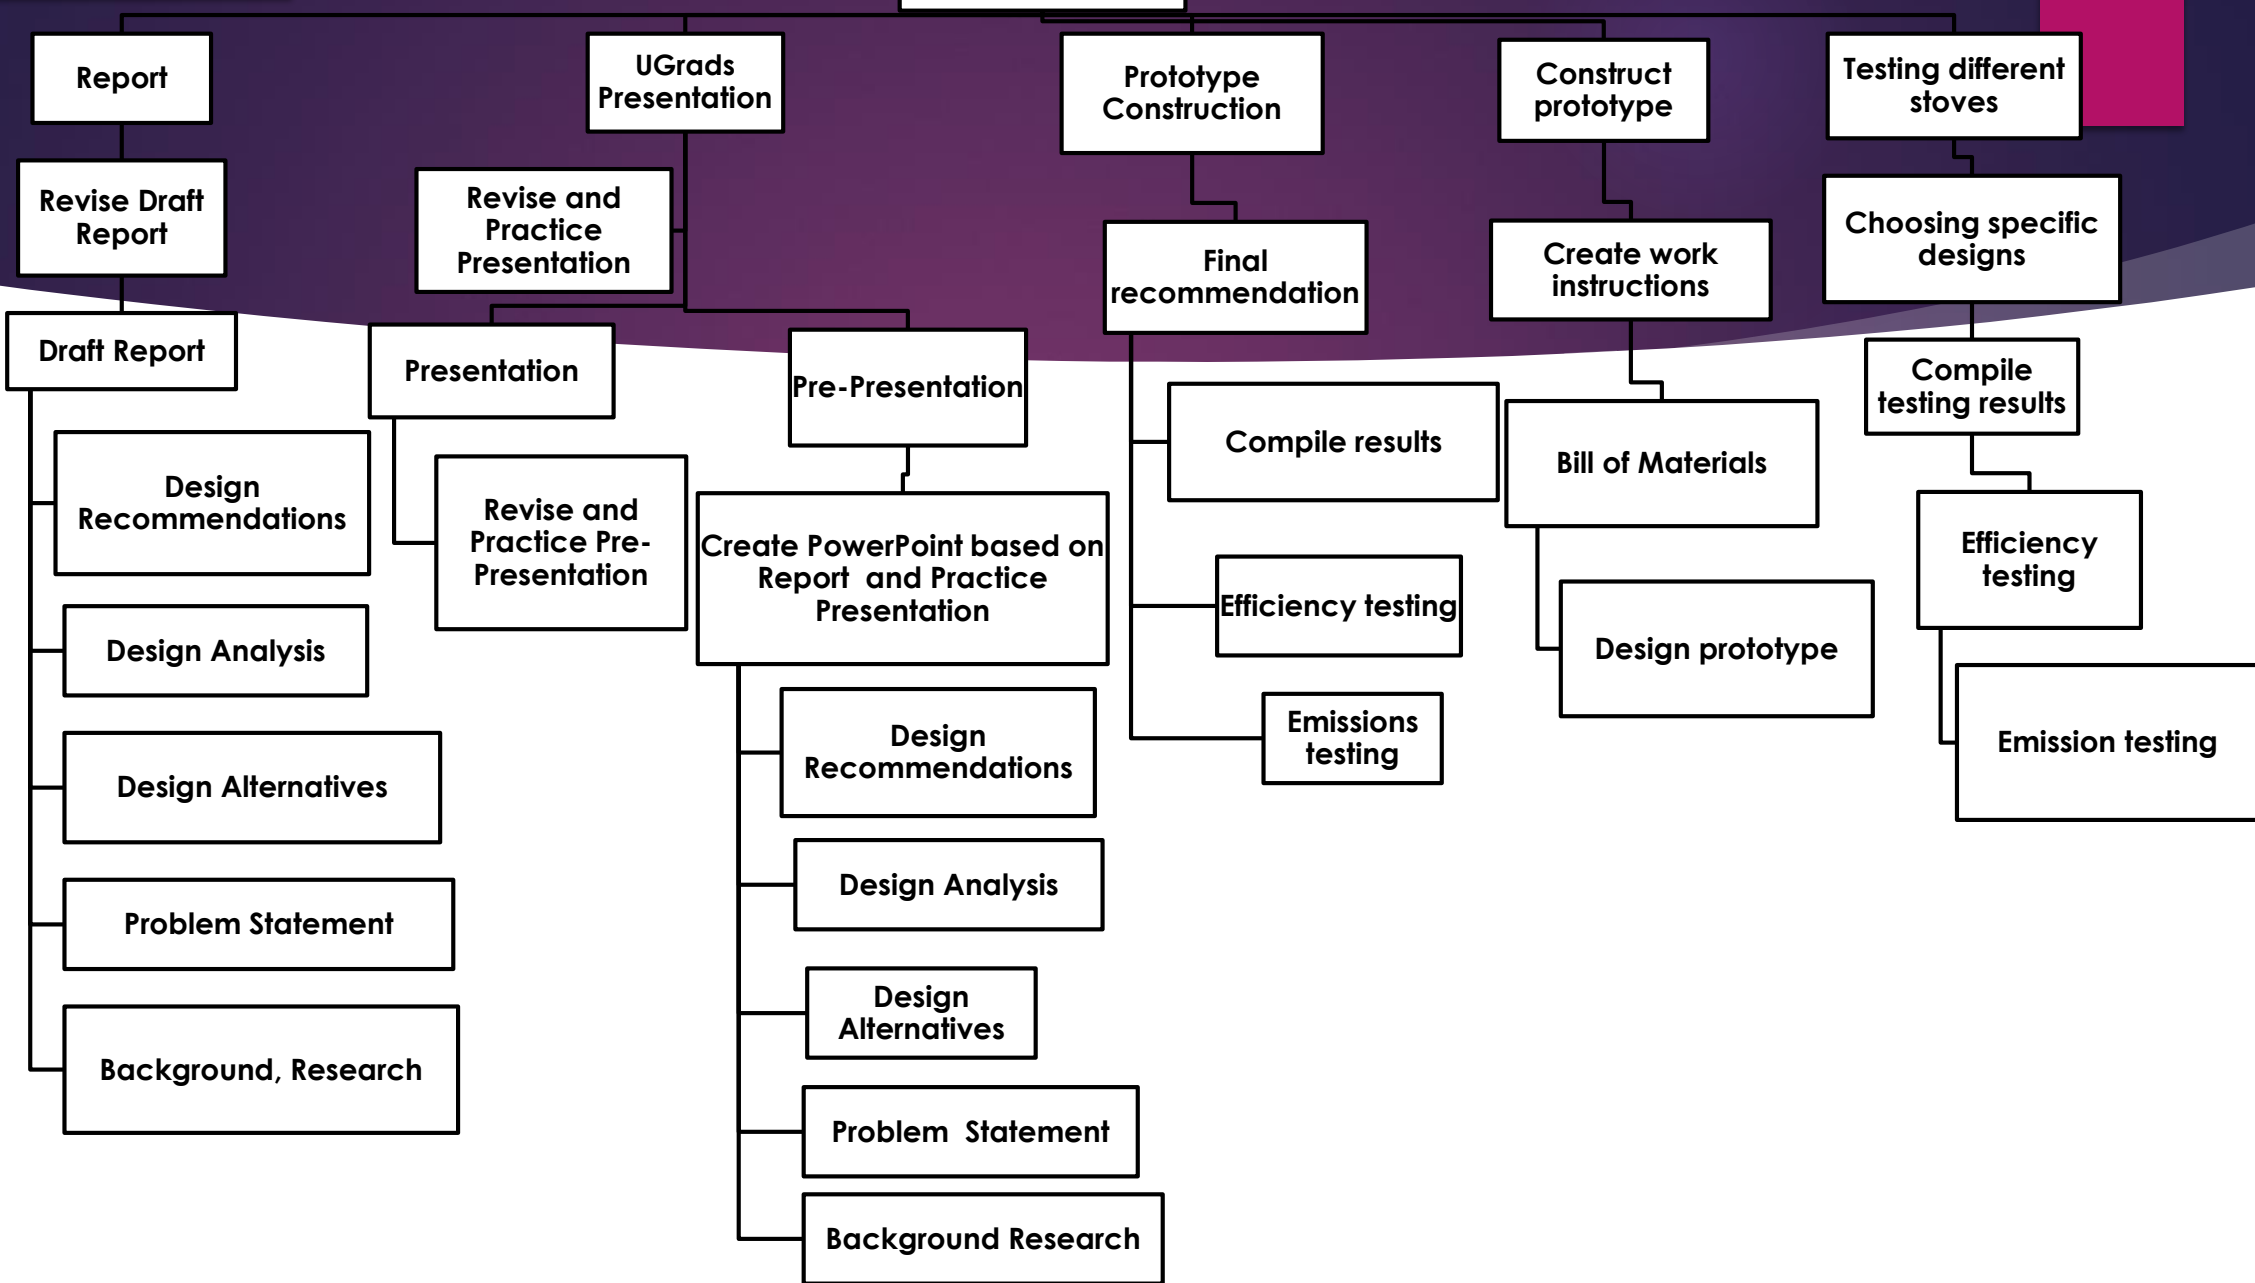 Report
UGrads
Presentation
Prototype
Construction
Construct
prototype
Testing different
stoves
Revise Draft
Report
Revise and
Practice
Presentation
Final
recommendation
Create work
instructions
Choosing specific
designs
Draft Report
Presentation
Pre-Presentation
Compile results
Bill of Materials
Compile
testing results
Design
Recommendations
Revise and
Practice Pre-
Presentation
Create PowerPoint based on
Report  and Practice
Presentation
Efficiency testing
Design prototype
Efficiency
testing
Design Analysis
Design
Recommendations
Emissions
testing
Emission testing
Design Alternatives
Design Analysis
Problem Statement
Design
Alternatives
Background, Research
Problem  Statement
Background Research